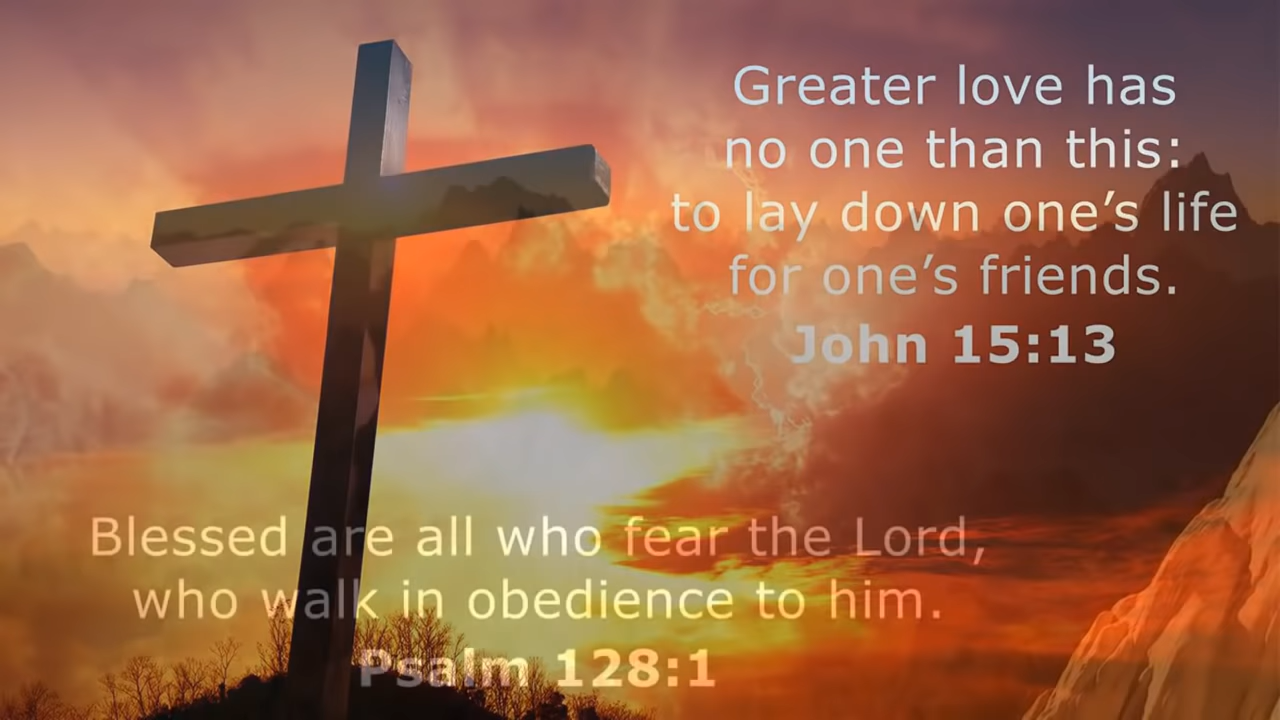 Greater love has
no one than this:
to lay down one’s life
for one’s friends.
John 15:13
Blessed are all who fear the Lord,
who walk in obedience to him.
Psalm 128:1